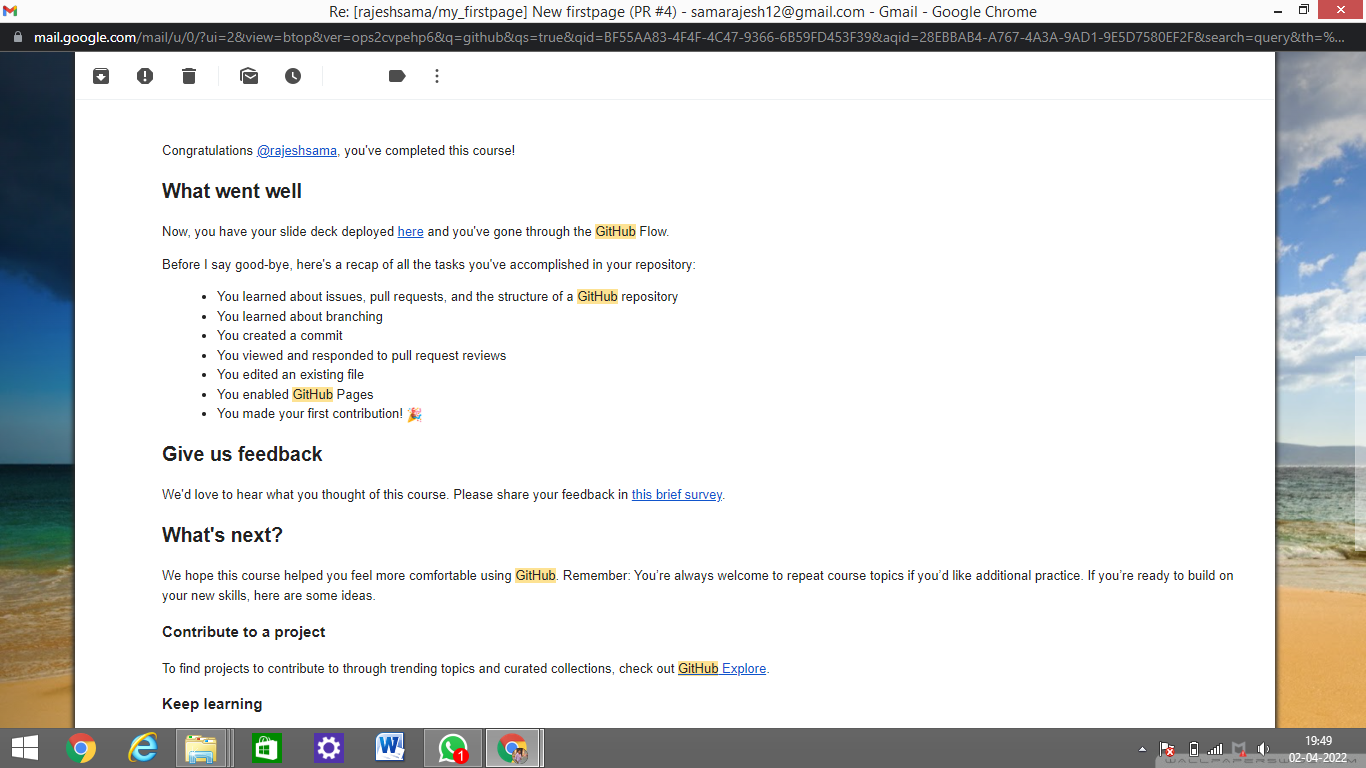 Re: [rajeshsama/my_firstpage] New firstpage (PR #4) - samarajesh12@gmail.com - Gmail - Google Chrome
mail.google.com/mail/u/0/?ui=2&view=btop&ver=ops2cvpehp6&q=github&qs=true&qid=BF55AA83-4F4F-4C47-9366-6B59FD453F39&aqid=28EBBAB4-A767-4A3A-9AD1-9E5D7580EF2F&search=query&th=%...
Congratulations @rajeshsama, you've completed this course!
What went well
Now, you have your slide deck deployed here and you've gone through the GitHub Flow.
Before I say good-bye, here's a recap of all the tasks you've accomplished in your repository:
• You learned about issues, pull requests, and the structure of a GitHub repository
• You learned about branching
• You created a commit
• You viewed and responded to pull request reviews
• You edited an existing file
• You enabled GitHub Pages
• You made your first contribution! 🎉
Give us feedback
We'd love to hear what you thought of this course. Please share your feedback in this brief survey.
What's next?
We hope this course helped you feel more comfortable using GitHub. Remember: You're always welcome to repeat course topics if you'd like additional practice. If you're ready to build on
your new skills, here are some ideas.
Contribute to a project
To find projects to contribute to through trending topics and curated collections, check out GitHub Explore.
Keep learning
1
19:49
02-04-2022